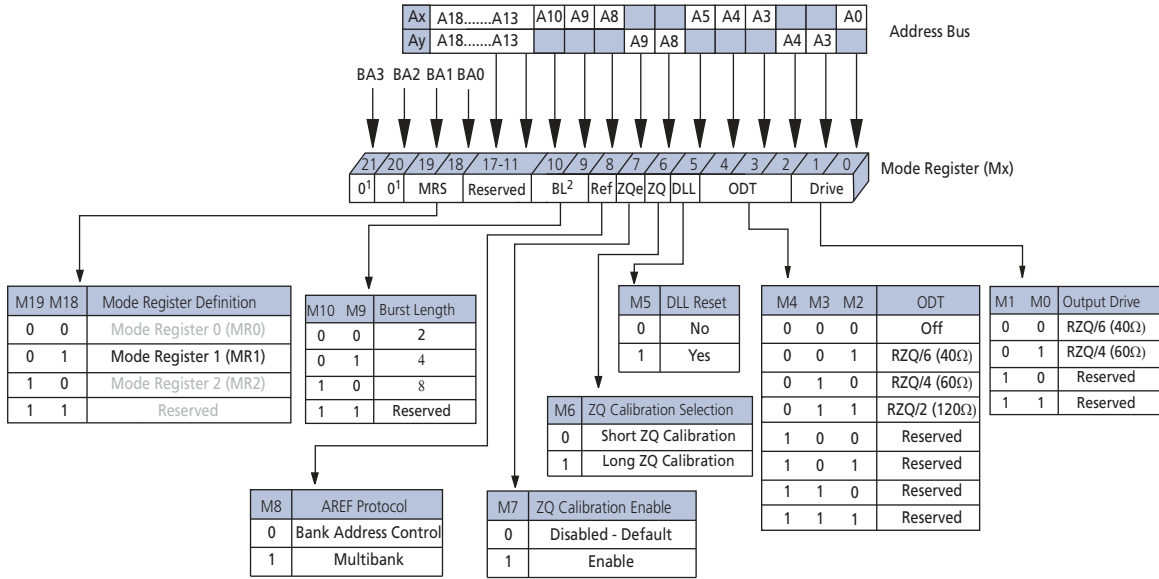 Ax A18.......A13 A10 A9 A8 A5 A4 A3 A0
Ay A18.......A13 A9 A8 A4 A3
Address Bus
BA3 BA2 BA1 BA0
21 20 19 18 17-11 10 9 8 7 6 5 4 3 2 1 0
Mode Register (Mx)
0¹ 0¹ MRS Reserved BL² Ref ZQe ZQ DLL ODT Drive
M19 M18 Mode Register Definition
0 0 Mode Register 0 (MR0)
0 1 Mode Register 1 (MR1)
1 0 Mode Register 2 (MR2)
1 1 Reserved
M10 M9 Burst Length
0 0 2
0 1 4
1 0 8
1 1 Reserved
M5 DLL Reset
0 No
1 Yes
M4 M3 M2 ODT
0 0 0 Off
0 0 1 RZQ/6 (40Ω)
0 1 0 RZQ/4 (60Ω)
0 1 1 RZQ/2 (120Ω)
1 0 0 Reserved
1 0 1 Reserved
1 1 0 Reserved
1 1 1 Reserved
M1 M0 Output Drive
0 0 RZQ/6 (40Ω)
0 1 RZQ/4 (60Ω)
1 0 Reserved
1 1 Reserved
M6 ZQ Calibration Selection
0 Short ZQ Calibration
1 Long ZQ Calibration
M8 AREF Protocol
0 Bank Address Control
1 Multibank
M7 ZQ Calibration Enable
0 Disabled - Default
1 Enable